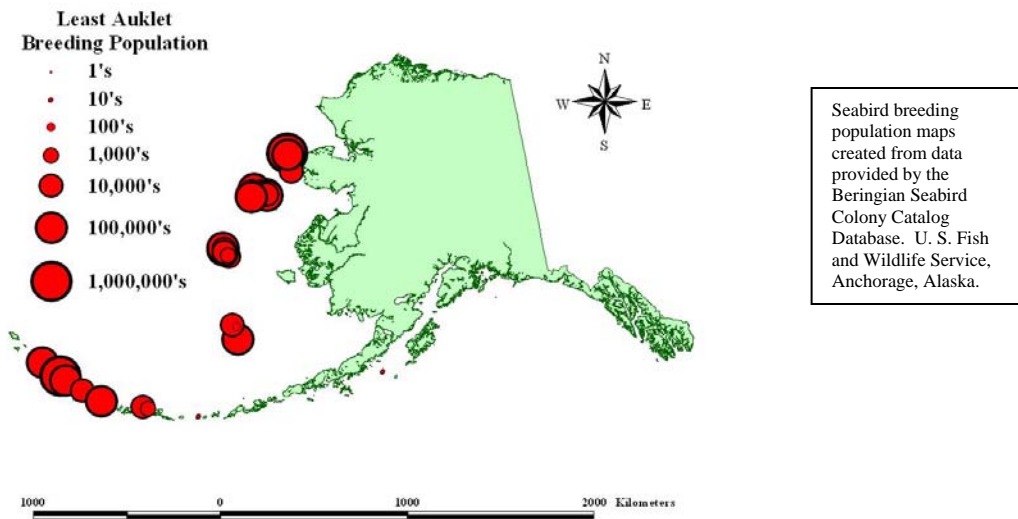 Least Auklet
Breeding Population
1's
10's
100's
1,000's
10,000's
100,000's
1,000,000's
N
W E
S
Seabird breeding
population maps
created from data
provided by the
Beringian Seabird
Colony Catalog
Database. U. S. Fish
and Wildlife Service,
Anchorage, Alaska.
1000 0 1000 2000 Kilometers